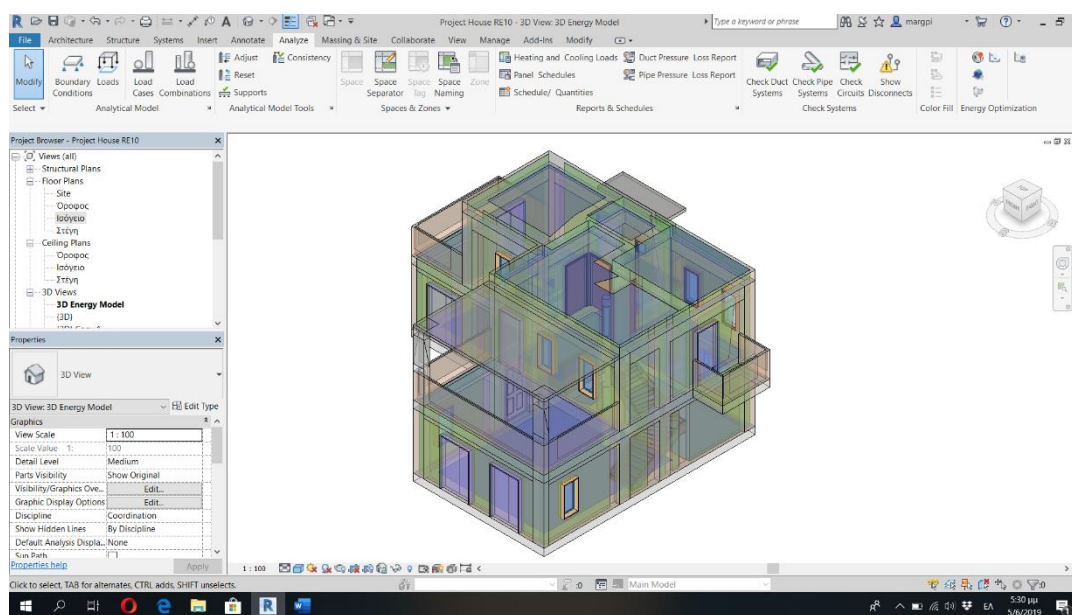 Project House RE10 - 3D View: 3D Energy Model
Type a keyword or phrase
margpi
File Architecture Structure Systems Insert Annotate Analyze Massing & Site Collaborate View Manage Add-Ins Modify
Modify
Boundary Conditions
Loads
Load Cases
Load Combinations
Adjust
Reset
Supports
Consistency
Space
Space Separator
Space Tag
Space Naming
Zone
Heating and Cooling Loads
Panel Schedules
Schedule/ Quantities
Duct Pressure Loss Report
Pipe Pressure Loss Report
Check Duct Systems
Check Pipe Systems
Check Circuits
Show Disconnects
Select
Analytical Model
Analytical Model Tools
Spaces & Zones
Reports & Schedules
Check Systems
Color Fill
Energy Optimization
Project Browser - Project House RE10
Views (all)
Structural Plans
Floor Plans
Site
Όροφος
Ισόγειο
Στέγη
Ceiling Plans
Όροφος
Ισόγειο
Στέγη
3D Views
3D Energy Model
{3D}
Properties
3D View
3D View: 3D Energy Model
Edit Type
Graphics
View Scale 1 : 100
Scale Value 1: 100
Detail Level Medium
Parts Visibility Show Original
Visibility/Graphics Ove... Edit...
Graphic Display Options Edit...
Discipline Coordination
Show Hidden Lines By Discipline
Default Analysis Displa... None
Sun Path
Properties help
Apply
TOP
FRONT
1 : 100
Click to select, TAB for alternates, CTRL adds, SHIFT unselects.
:0
Main Model
:0
ΕΛ
5:30 μμ
5/6/2019